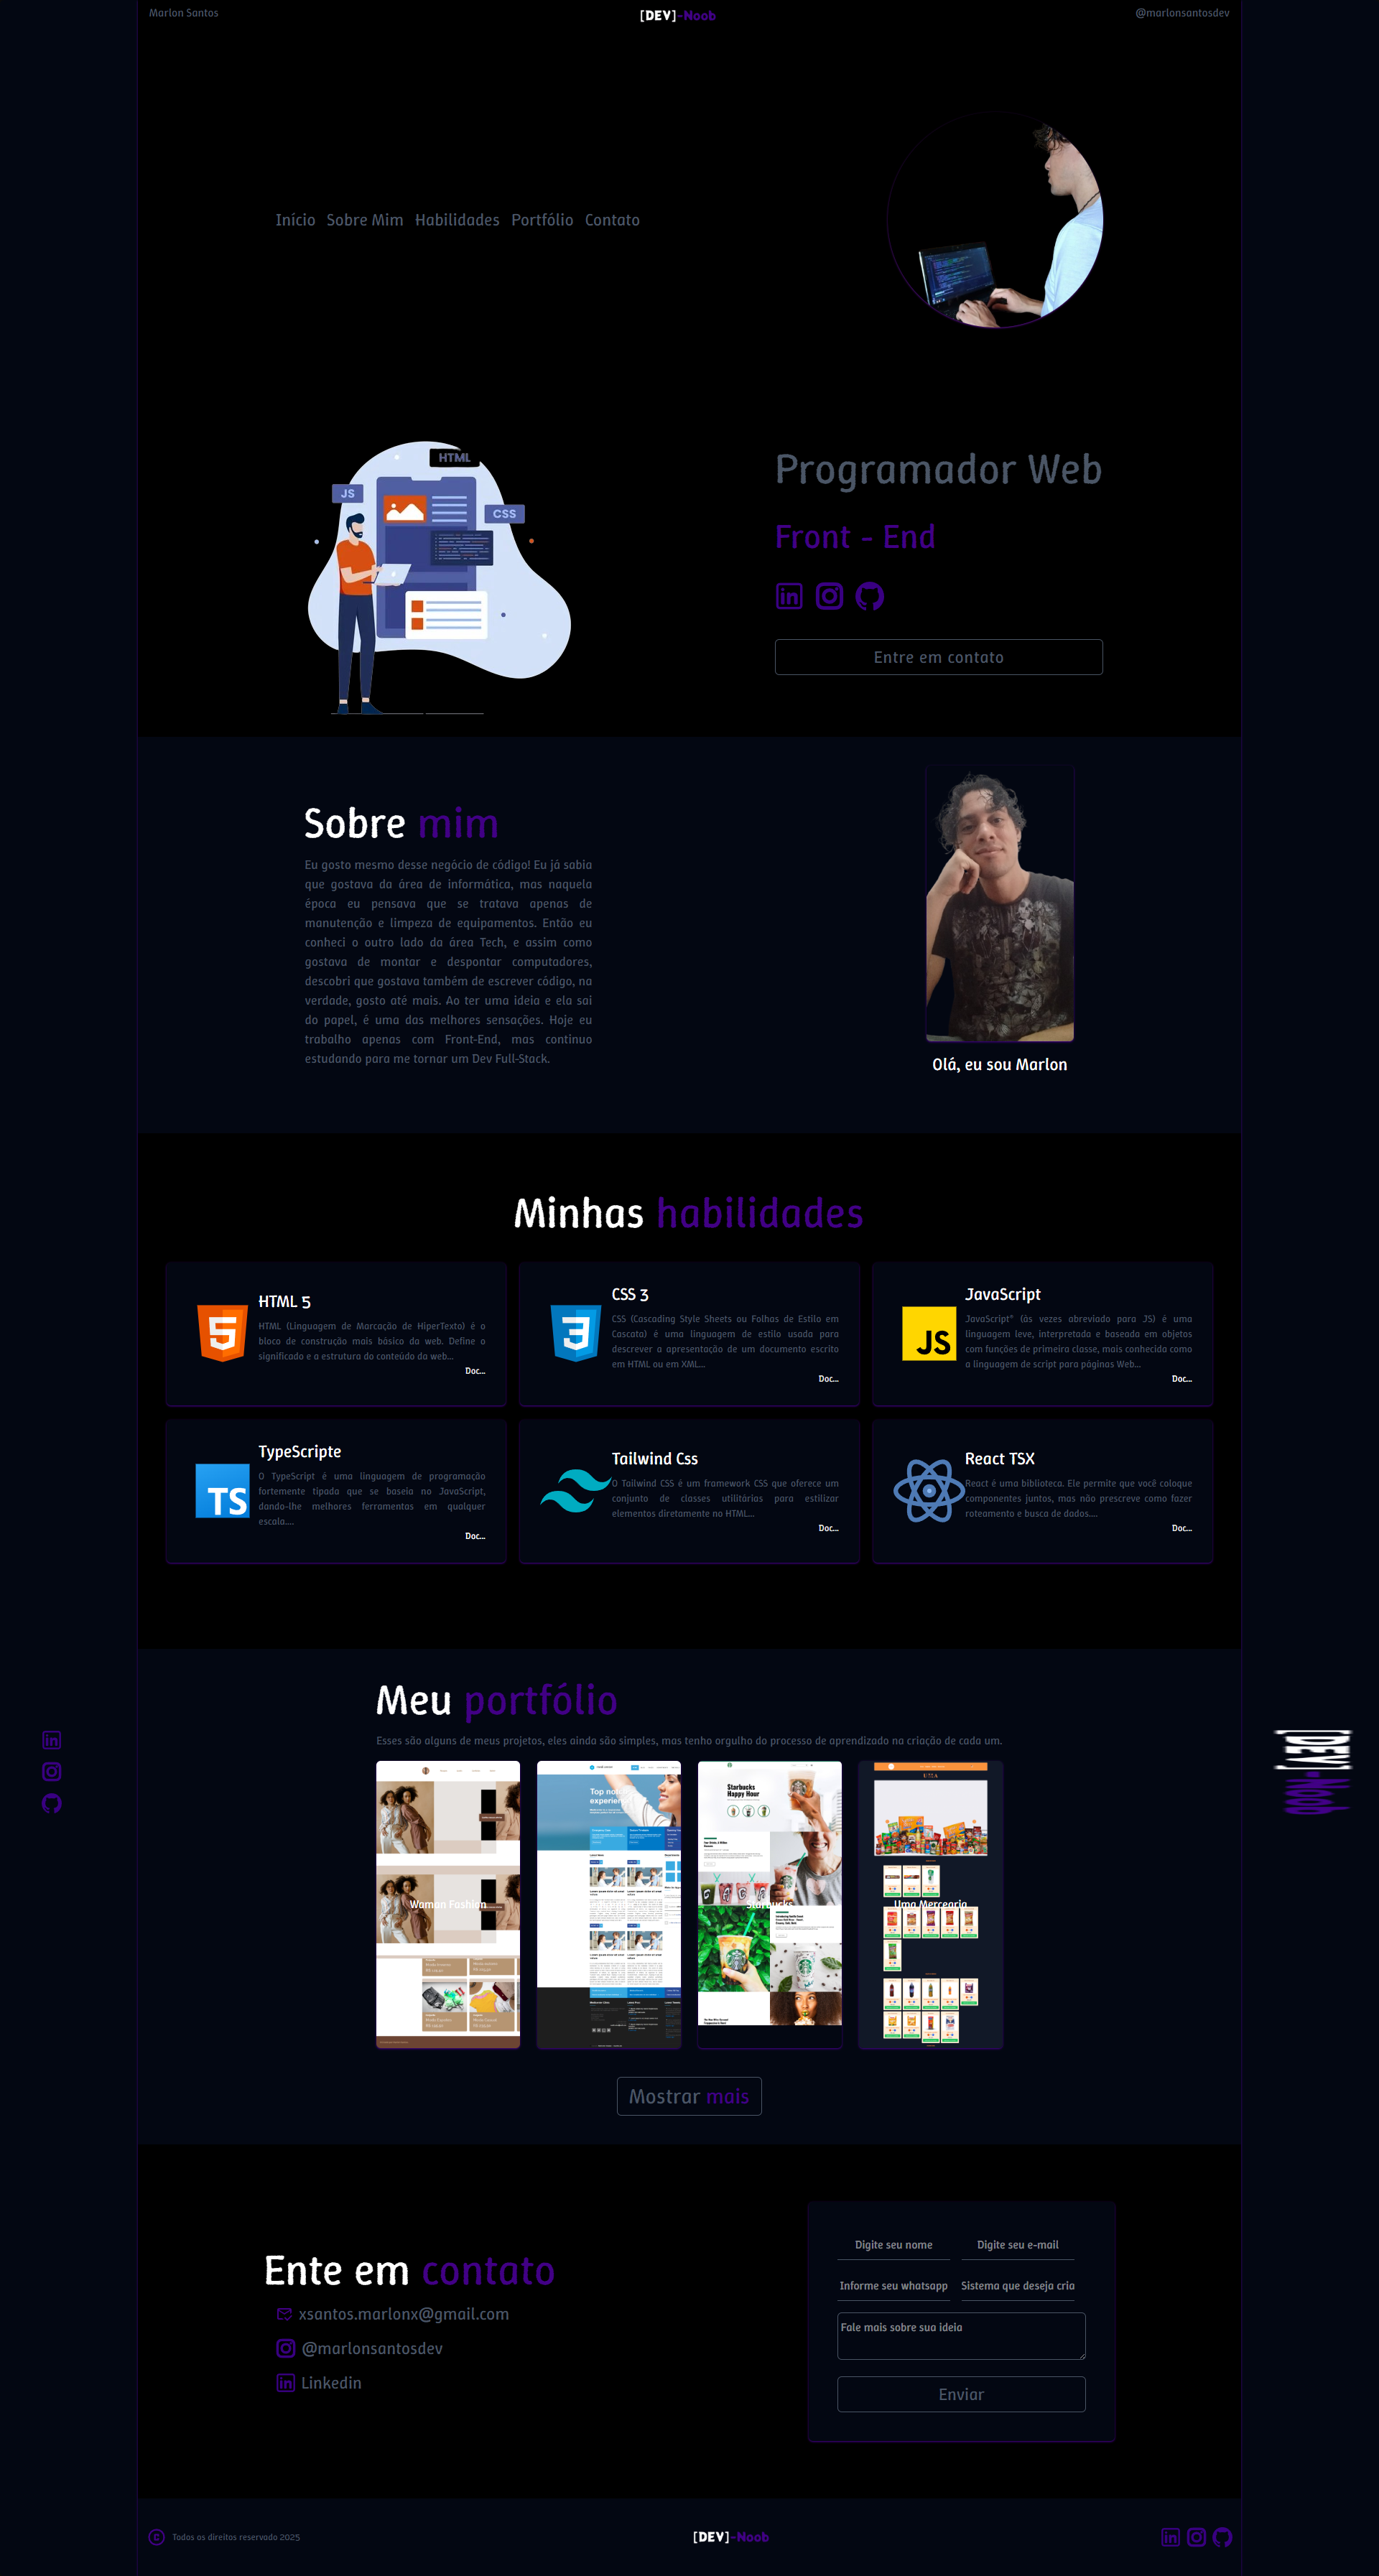 Marlon Santos
[DEV]-Noob
@marlonsantosdev
Início Sobre Mim Habilidades Portfólio Contato
HTML
JS
CSS
Programador Web
Front - End
Entre em contato
Sobre mim
Eu gosto mesmo desse negócio de código! Eu já sabia
que gostava da área de informática, mas naquela
época eu pensava que se tratava apenas de
manutenção e limpeza de equipamentos. Então eu
conheci o outro lado da área Tech, e assim como
gostava de montar e despontar computadores,
descobri que gostava também de escrever código, na
verdade, gosto até mais. Ao ter uma ideia e ela sai
do papel, é uma das melhores sensações. Hoje eu
trabalho apenas com Front-End, mas continuo
estudando para me tornar um Dev Full-Stack.
Olá, eu sou Marlon
Minhas habilidades
HTML 5
HTML (Linguagem de Marcação de HiperTexto) é o
bloco de construção mais básico da web. Define o
significado e a estrutura do conteúdo da web...
Doc...
CSS 3
CSS (Cascading Style Sheets ou Folhas de Estilo em
Cascata) é uma linguagem de estilo usada para
descrever a apresentação de um documento escrito
em HTML ou em XML...
Doc...
JS
JavaScript
JavaScript® (às vezes abreviado para JS) é uma
linguagem leve, interpretada e baseada em objetos
com funções de primeira classe, mais conhecida como
a linguagem de script para páginas Web...
Doc...
TS
TypeScripte
O TypeScript é uma linguagem de programação
fortemente tipada que se baseia no JavaScript,
dando-lhe melhores ferramentas em qualquer
escala....
Doc...
Tailwind Css
O Tailwind CSS é um framework CSS que oferece um
conjunto de classes utilitárias para estilizar
elementos diretamente no HTML...
Doc...
React TSX
React é uma biblioteca. Ele permite que você coloque
componentes juntos, mas não prescreve como fazer
roteamento e busca de dados....
Doc...
Meu portfólio
Esses são alguns de meus projetos, eles ainda são simples, mas tenho orgulho do processo de aprendizado na criação de cada um.
Woman Fashion
Starbucks
Happy Hour
Starbucks
Uma Mercearia
[DEV]-Noob
Mostrar mais
Ente em contato
xsantos.marlonx@gmail.com
@marlonsantosdev
Linkedin
Digite seu nome
Digite seu e-mail
Informe seu whatsapp
Sistema que deseja cria
Fale mais sobre sua ideia
Enviar
Todos os direitos reservado 2025
[DEV]-Noob